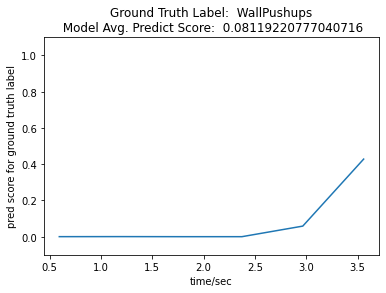 Ground Truth Label:  WallPushups
Model Avg. Predict Score:  0.08119220777040716
pred score for ground truth label
1.0
0.8
0.6
0.4
0.2
0.0
0.5 1.0 1.5 2.0 2.5 3.0 3.5
time/sec